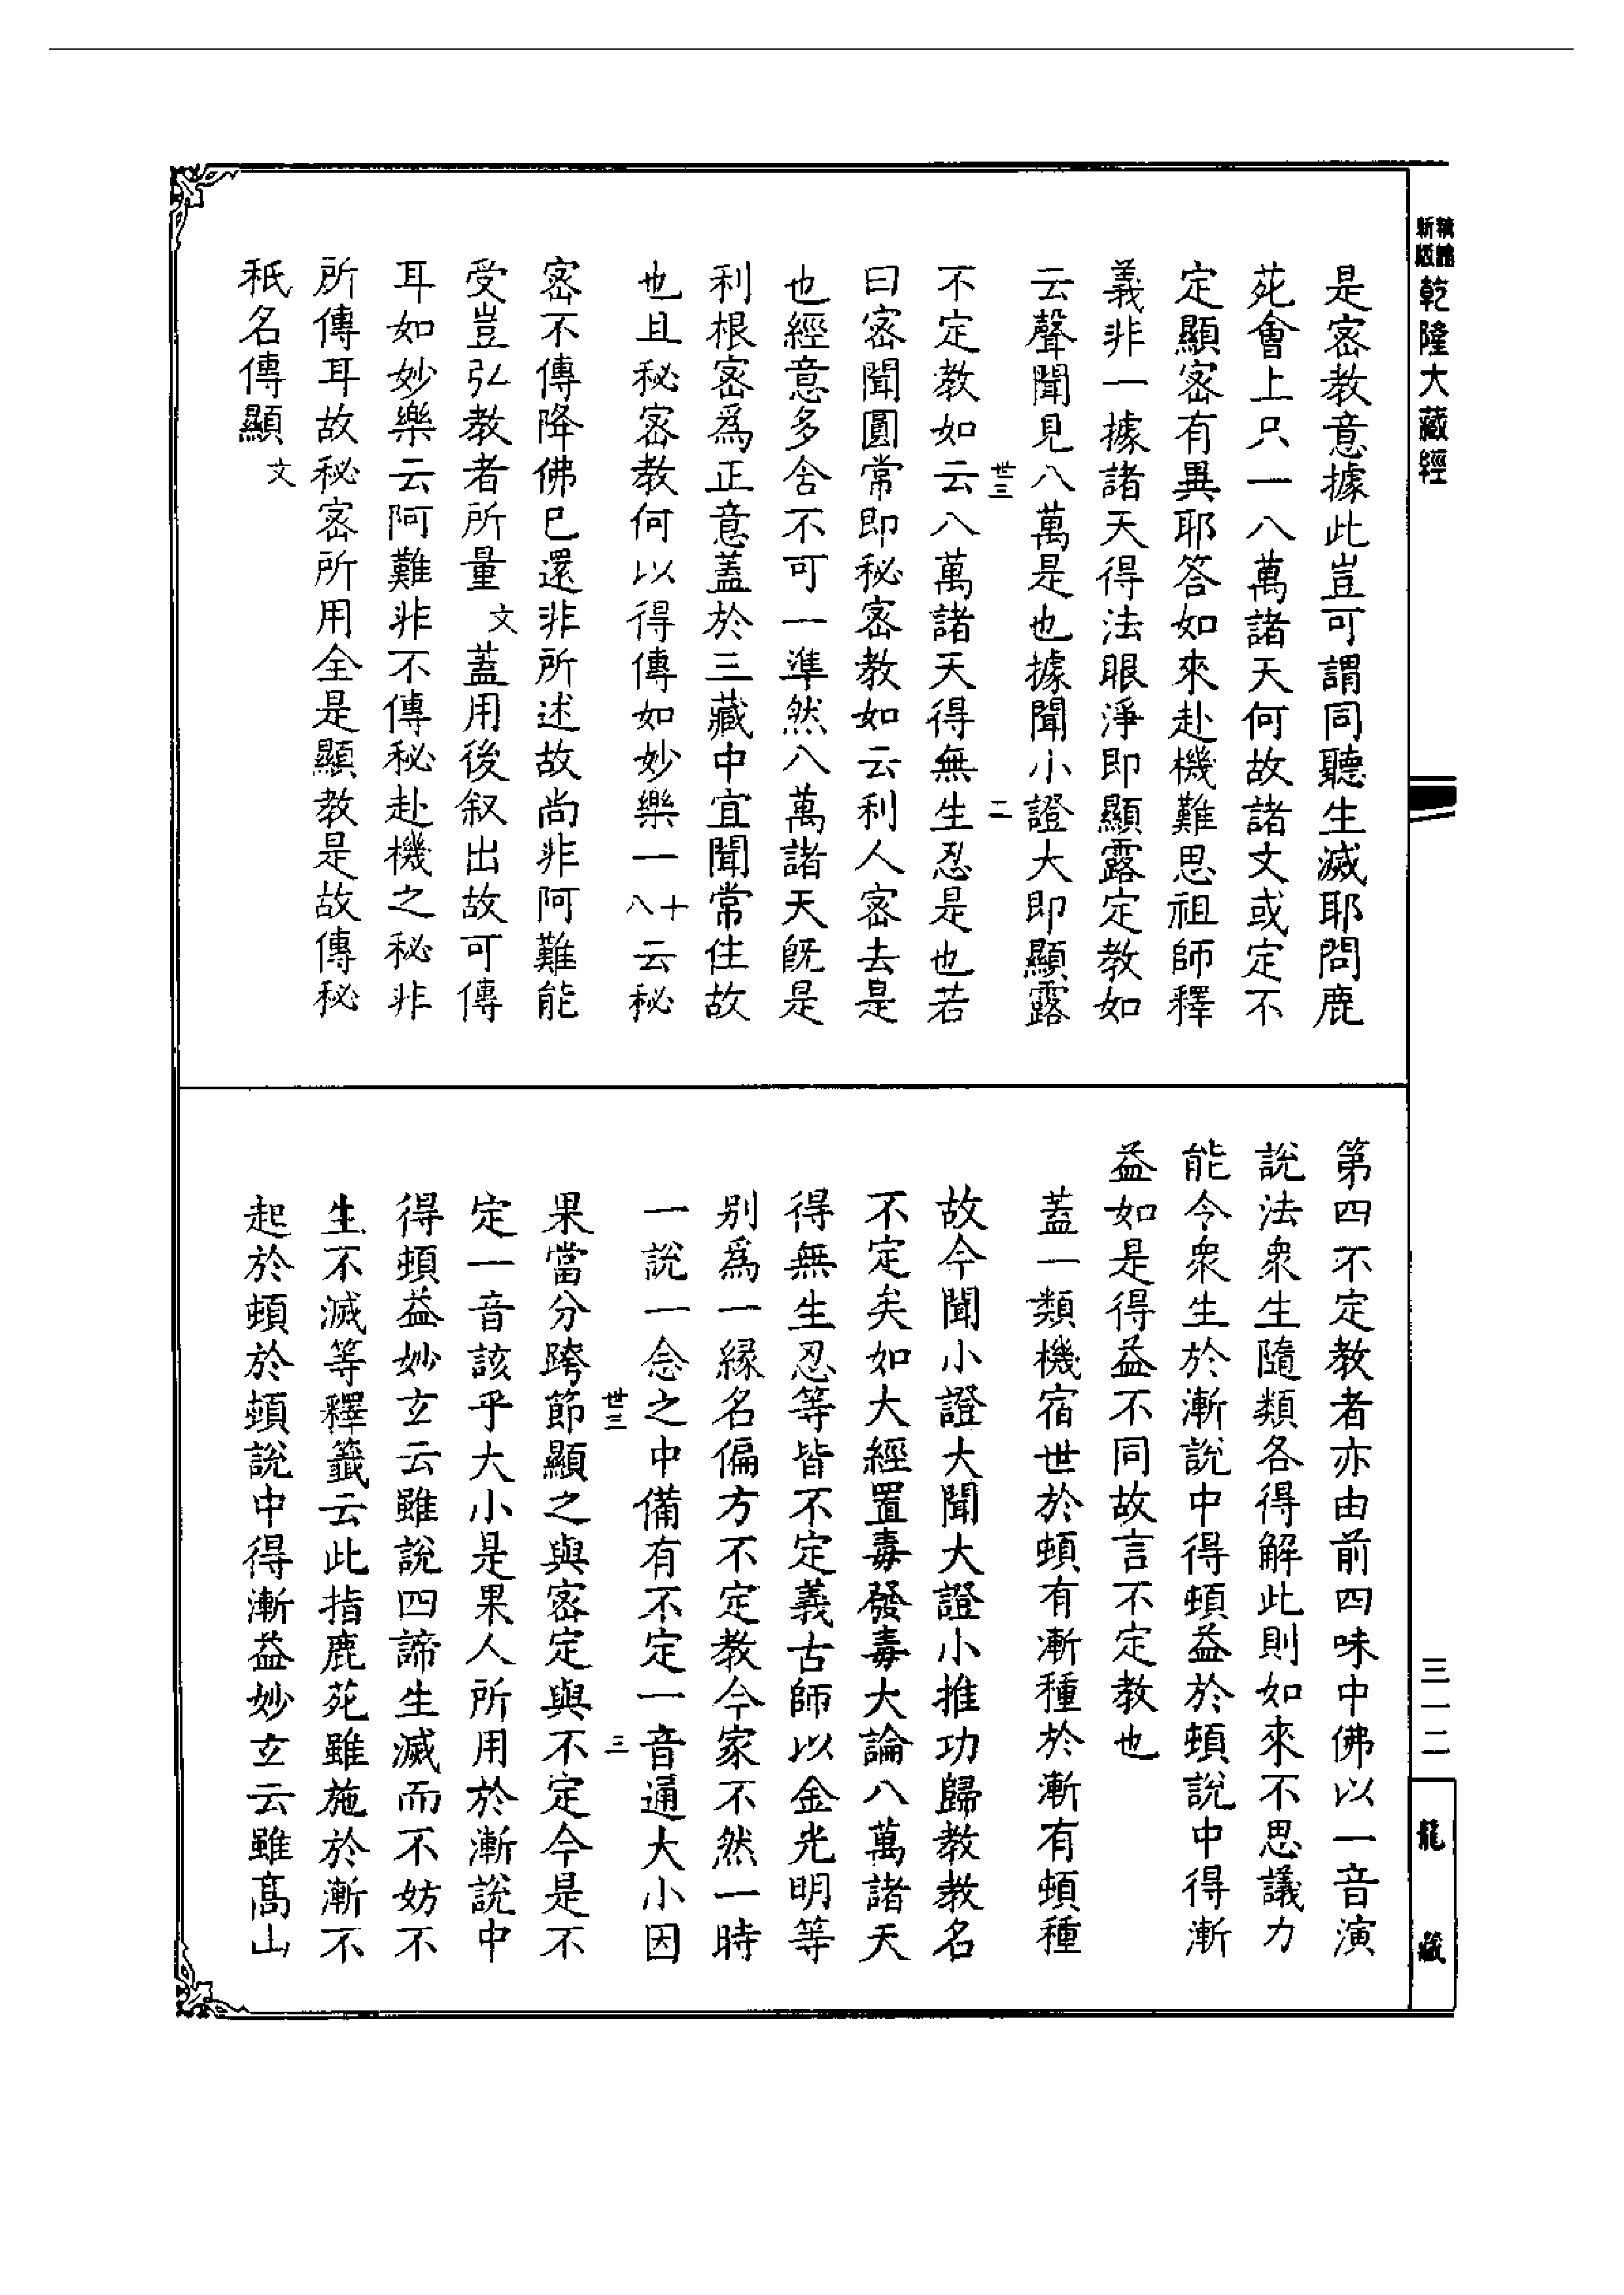 新編
縮版
乾隆大藏經
是密教意據此豈可謂同聽生滅耶問鹿
苑會上只一八萬諸天何故諸文或定不
定顯密有異耶答如來赴機難思祖師釋
義非一據諸天得法眼淨即顯露定教如
云聲聞見八萬是也據聞小證大即顯露
世三
二
不定教如云八萬諸天得無生忍是也若
曰密聞圓常即秘密教如云利人密去是
也經意多含不可一準然八萬諸天旣是
利根密爲正意蓋於三藏中宜聞常住故
也且秘密教何以得傳如妙樂一十八云秘
密不傳降佛已還非所述故尚非阿難能
受豈弘教者所量文蓋用後叙出故可傳
耳如妙樂云阿難非不傳秘赴機之秘非
所傳耳故秘密所用全是顯教是故傳秘
秖名傳顯文
第四不定教者亦由前四味中佛以一音演
說法衆生隨類各得解此則如來不思議力
能令衆生於漸說中得頓益於頓說中得漸
益如是得益不同故言不定教也
蓋一類機宿世於頓有漸種於漸有頓種
故今聞小證大聞大證小推功歸教教名
不定矣如大經置毒發毒大論八萬諸天
得無生忍等皆不定義古師以金光明等
别爲一緣名偏方不定教今家不然一時
一說一念之中備有不定一音通大小因
世三
三
果當分跨節顯之與密定與不定今是不
定一音該乎大小是果人所用於漸說中
得頓益妙玄云雖說四諦生滅而不妨不
生不滅等釋籤云此指鹿苑雖施於漸不
起於頓於頓說中得漸益妙玄云雖高山
三一二
龍藏